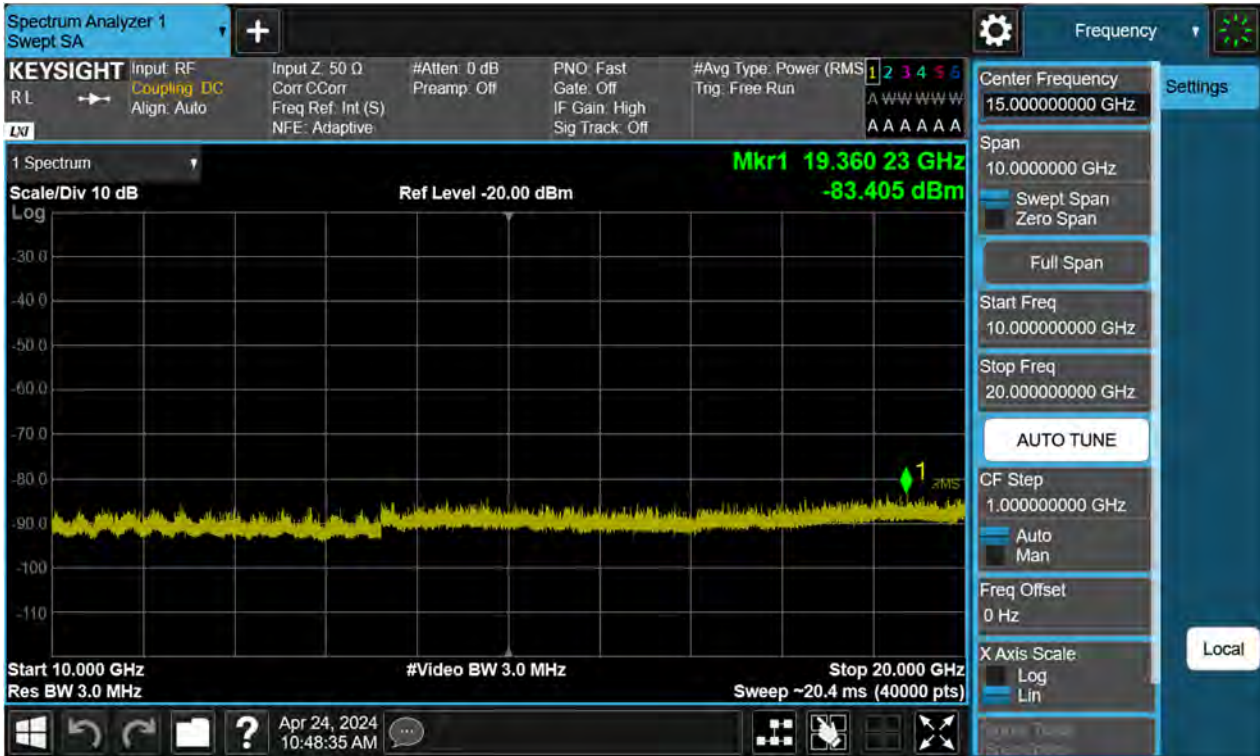 Spectrum Analyzer 1
Swept SA
+
Frequency
KEYSIGHT
RL
LXI
Input: RF
Coupling: DC
Align: Auto
Input Z: 50 Ω
Corr CCorr
Freq Ref: Int (S)
NFE: Adaptive
#Atten: 0 dB
Preamp: Off
PNO: Fast
Gate: Off
IF Gain: High
Sig Track: Off
#Avg Type: Power (RMS
Trig: Free Run
1 2 3 4 5 6
A W W W W W
A A A A A A
1 Spectrum
Scale/Div 10 dB
Ref Level -20.00 dBm
Mkr1 19.360 23 GHz
-83.405 dBm
Log
-30.0
-40.0
-50.0
-60.0
-70.0
-80.0
-90.0
-100
-110
1
RMS
Start 10.000 GHz
#Video BW 3.0 MHz
Stop 20.000 GHz
Res BW 3.0 MHz
Sweep ~20.4 ms (40000 pts)
?
Apr 24, 2024
10:48:35 AM
Center Frequency
15.000000000 GHz
Span
10.0000000 GHz
Swept Span
Zero Span
Full Span
Start Freq
10.000000000 GHz
Stop Freq
20.000000000 GHz
AUTO TUNE
CF Step
1.000000000 GHz
Auto
Man
Freq Offset
0 Hz
X Axis Scale
Log
Lin
Settings
Local